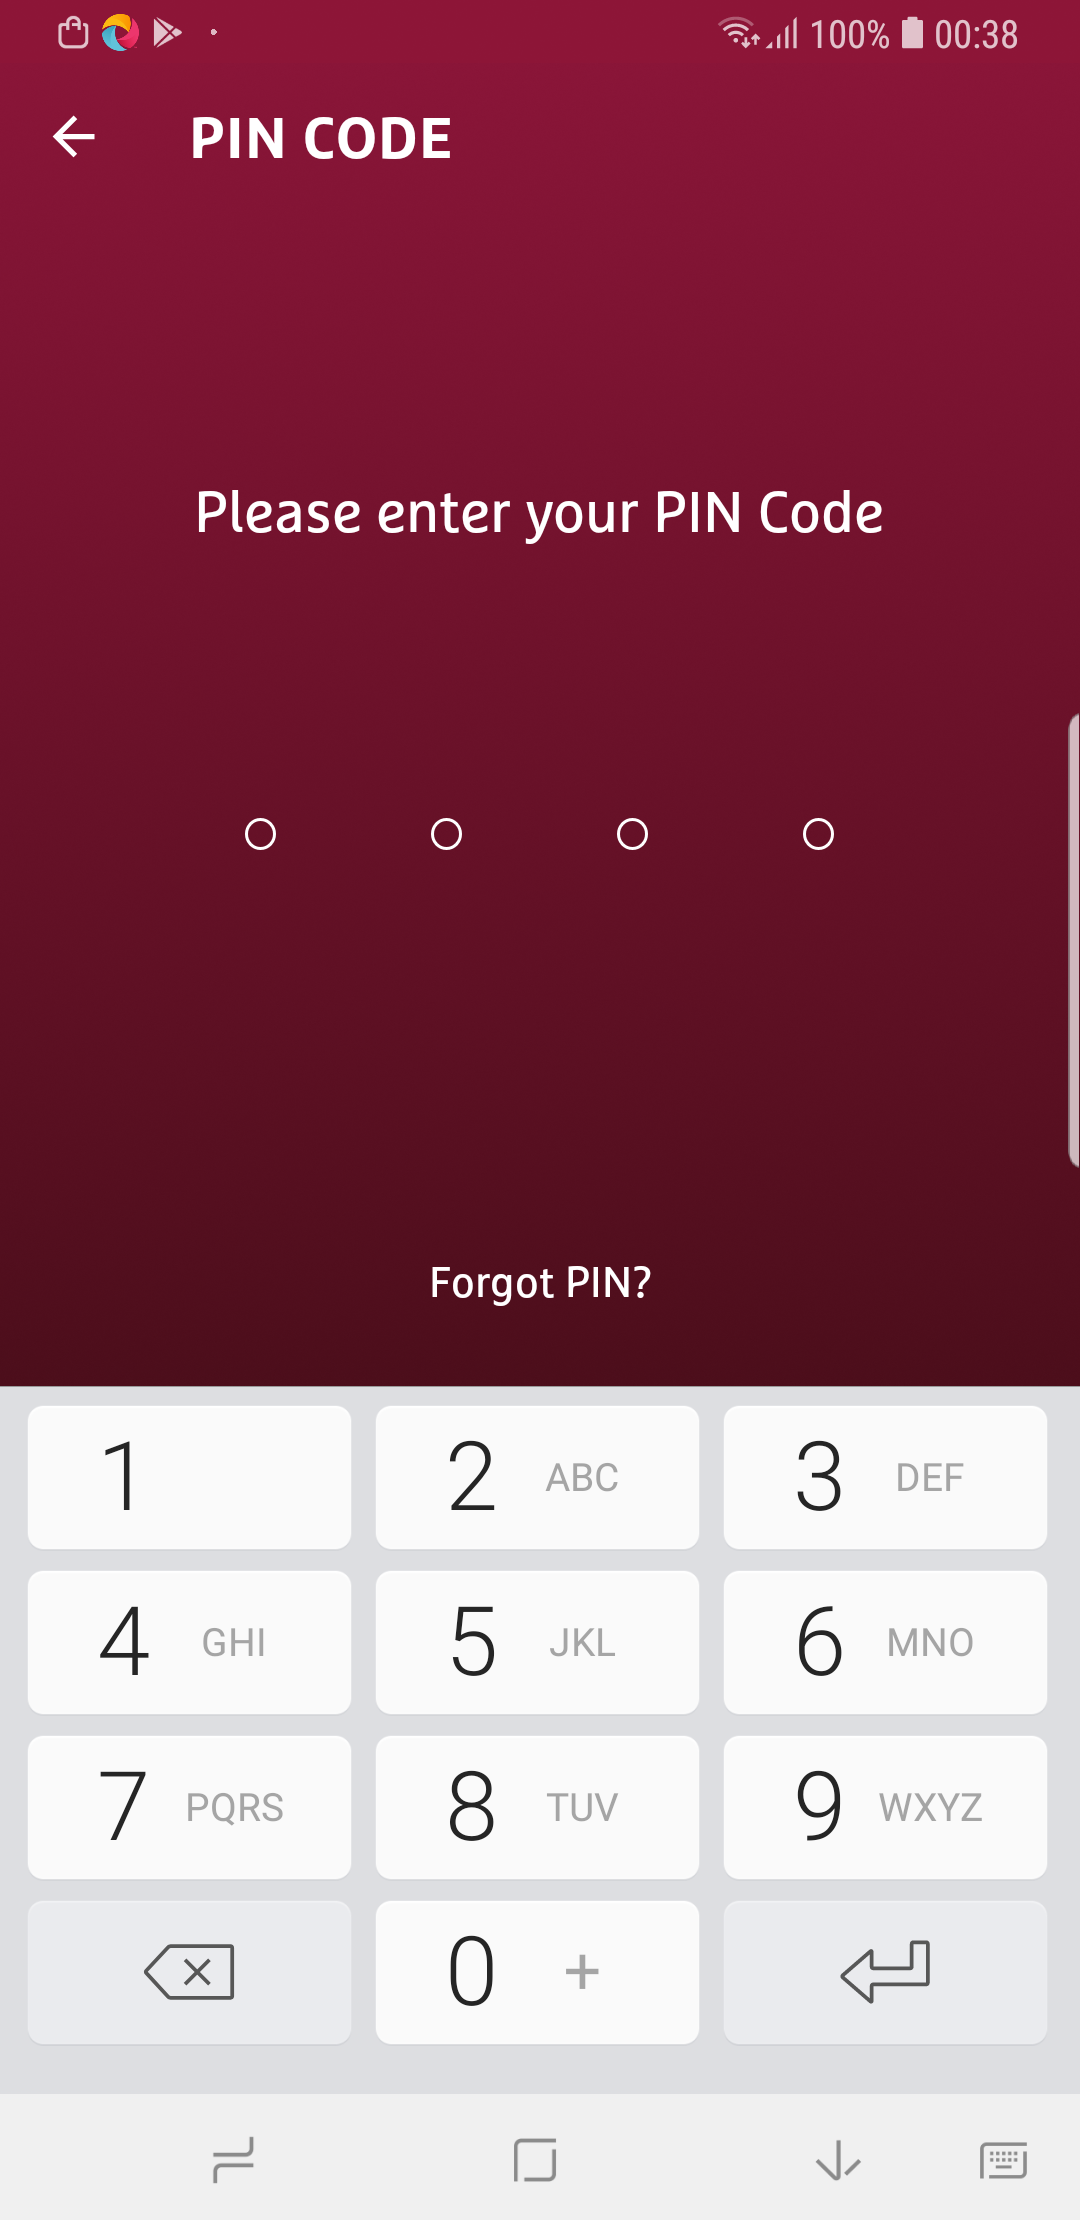 100% 00:38
PIN CODE
Please enter your PIN Code
Forgot PIN?
1 2 ABC 3 DEF
4 GHI 5 JKL 6 MNO
7 PQRS 8 TUV 9 WXYZ
0 +